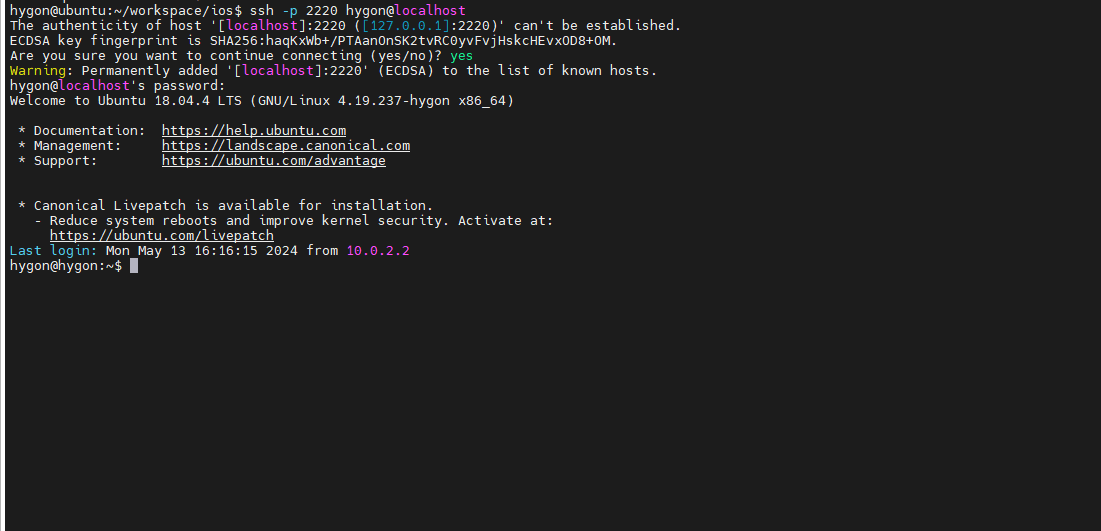 hygon@ubuntu:~/workspace/ios$ ssh -p 2220 hygon@localhost
The authenticity of host '[localhost]:2220 ([127.0.0.1]:2220)' can't be established.
ECDSA key fingerprint is SHA256:haqKxWb+/PTAanOnSK2tvRC0yvFvjHskcHEvxOD8+OM.
Are you sure you want to continue connecting (yes/no)? yes
Warning: Permanently added '[localhost]:2220' (ECDSA) to the list of known hosts.
hygon@localhost's password:
Welcome to Ubuntu 18.04.4 LTS (GNU/Linux 4.19.237-hygon x86_64)
* Documentation: https://help.ubuntu.com
* Management: https://landscape.canonical.com
* Support: https://ubuntu.com/advantage
* Canonical Livepatch is available for installation.
- Reduce system reboots and improve kernel security. Activate at:
https://ubuntu.com/livepatch
Last login: Mon May 13 16:16:15 2024 from 10.0.2.2
hygon@hygon:~$